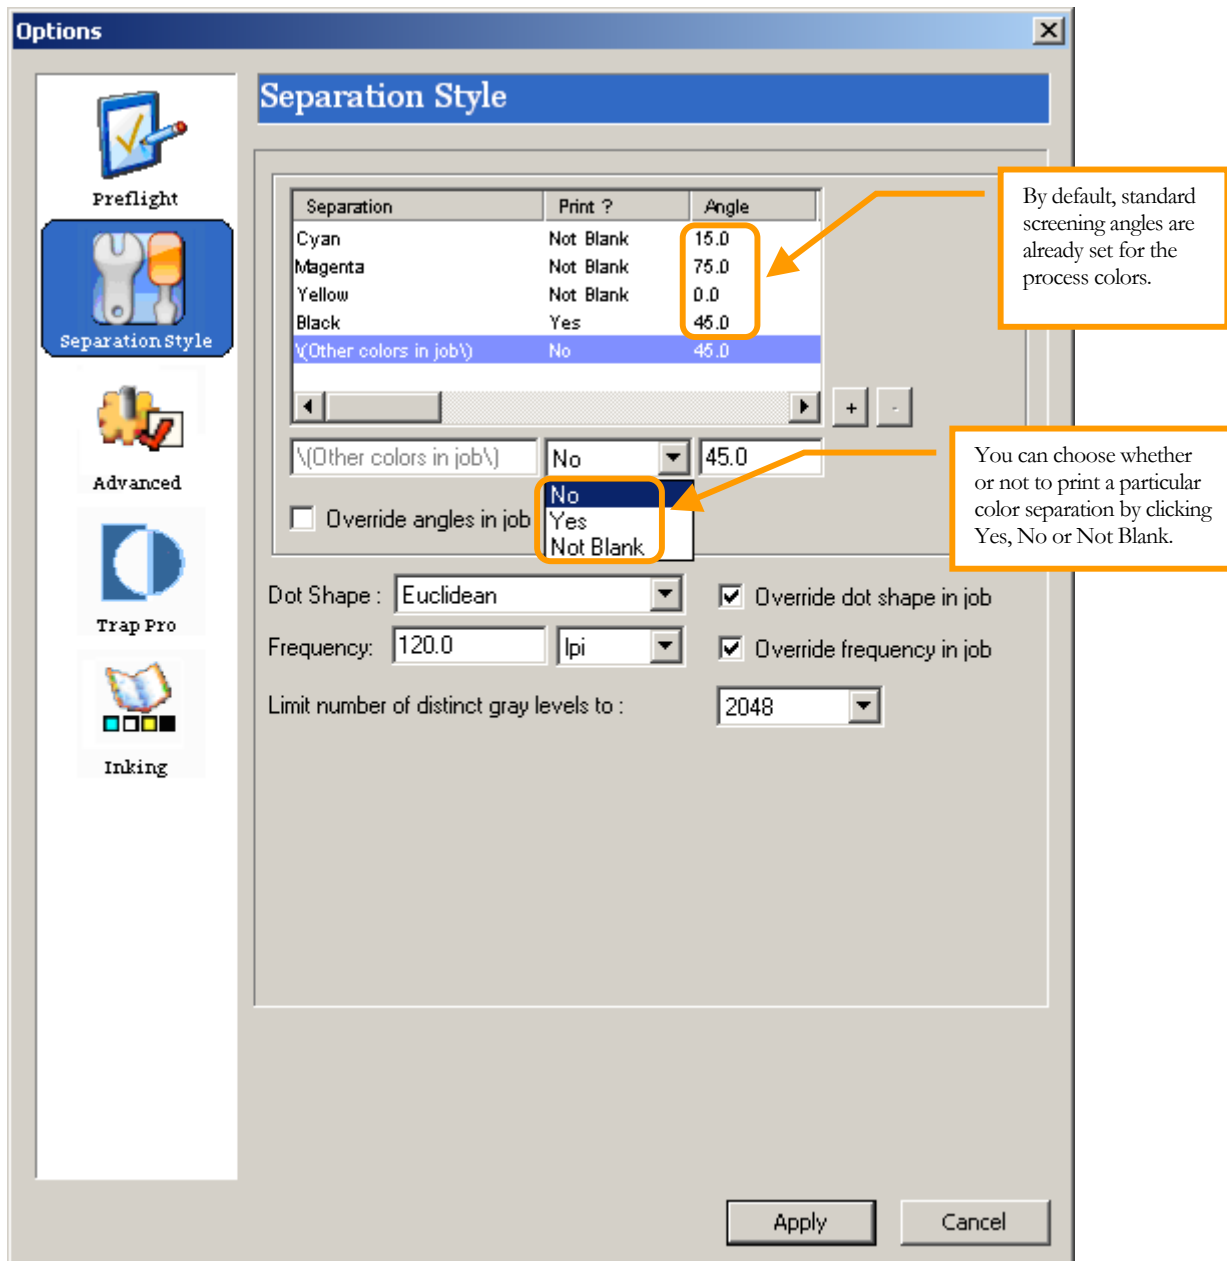 Options
Preflight
Separation Style
Advanced
Trap Pro
Inking
Separation Style
Separation Print ? Angle
Cyan Not Blank 15.0
Magenta Not Blank 75.0
Yellow Not Blank 0.0
Black Yes 45.0
\(Other colors in job\) No 45.0
+ -
\(Other colors in job\) No 45.0
No
Yes
Not Blank
Override angles in job
Dot Shape : Euclidean Override dot shape in job
Frequency: 120.0 lpi Override frequency in job
Limit number of distinct gray levels to : 2048
Apply Cancel
By default, standard
screening angles are
already set for the
process colors.
You can choose whether
or not to print a particular
color separation by clicking
Yes, No or Not Blank.